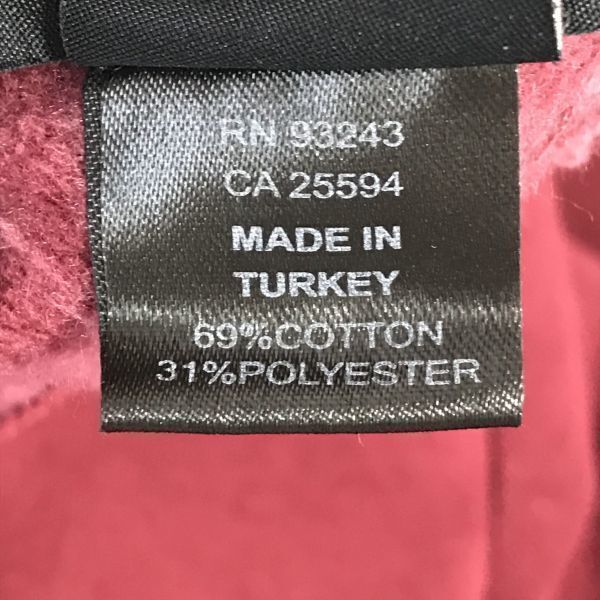 RN 93243
CA 25594
MADE IN
TURKEY
69%COTTON
31%POLYESTER